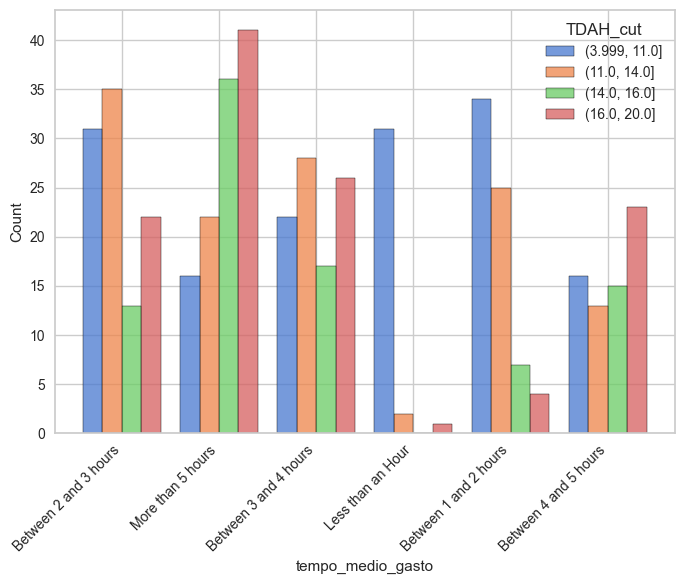 TDAH_cut
(3.999, 11.0]
(11.0, 14.0]
(14.0, 16.0]
(16.0, 20.0]
Count
40
35
30
25
20
15
10
5
0
Between 2 and 3 hours
More than 5 hours
Between 3 and 4 hours
Less than an Hour
Between 1 and 2 hours
Between 4 and 5 hours
tempo_medio_gasto